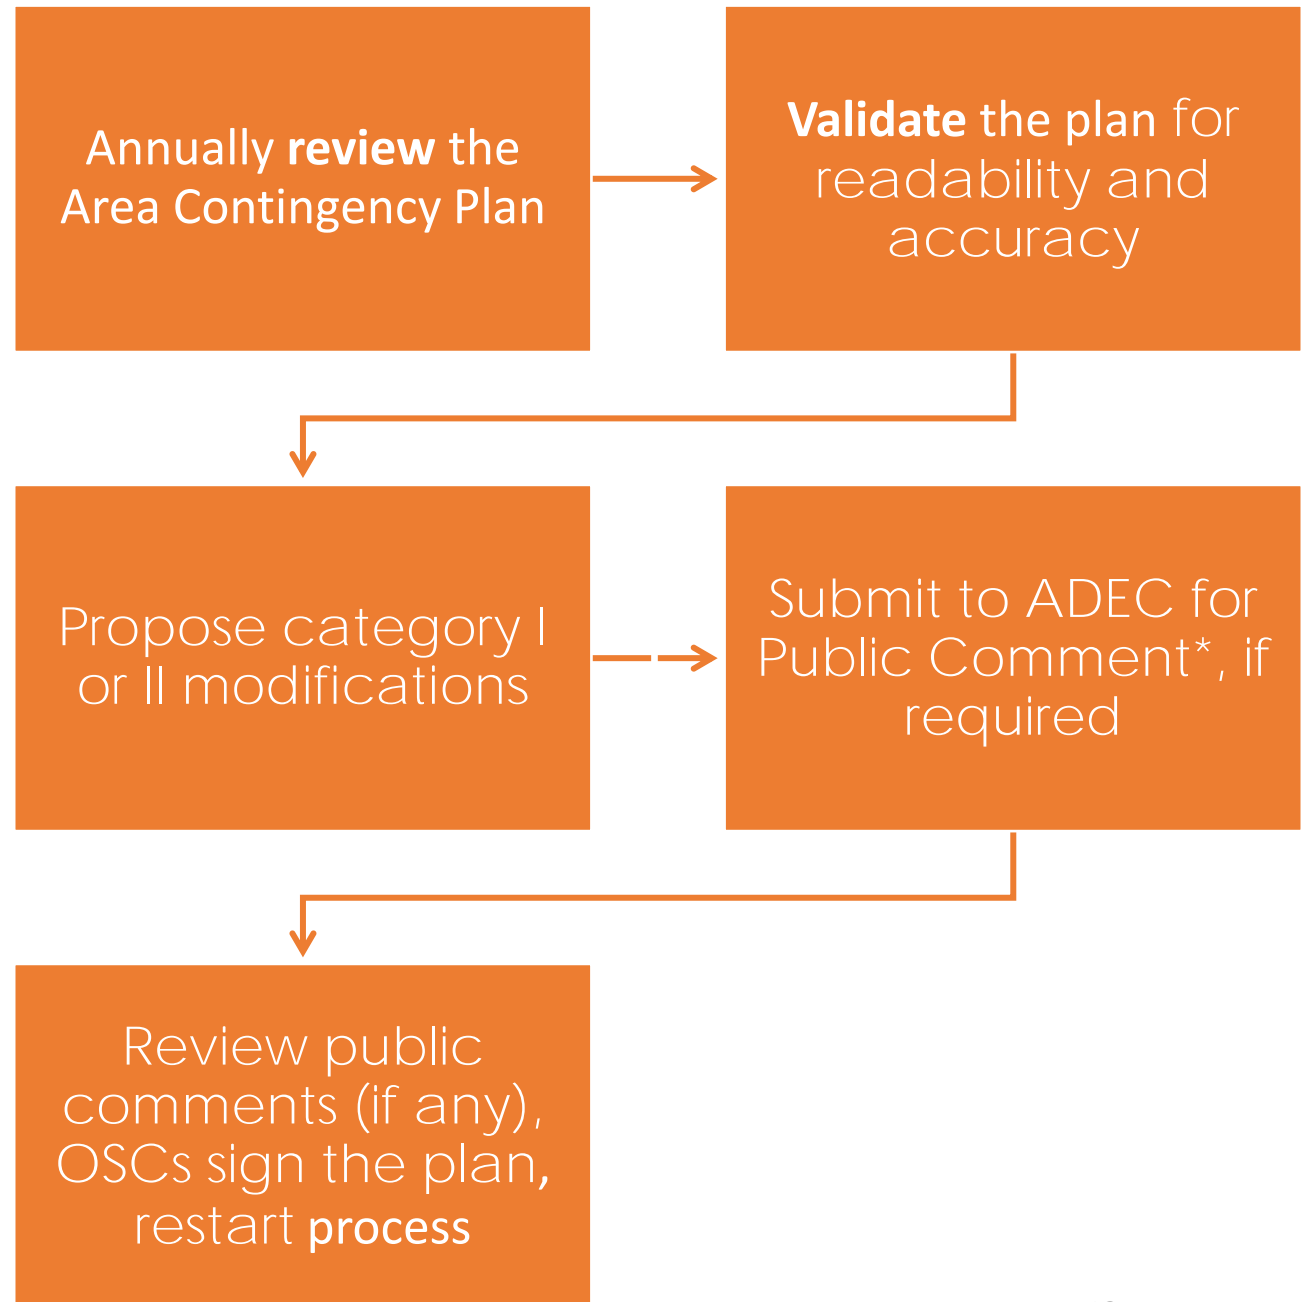 Annually review the
Area Contingency Plan
Validate the plan for
readability and
accuracy
Propose category I
or II modifications
Submit to ADEC for
Public Comment*, if
required
Review public
comments (if any),
OSCs sign the plan,
restart process